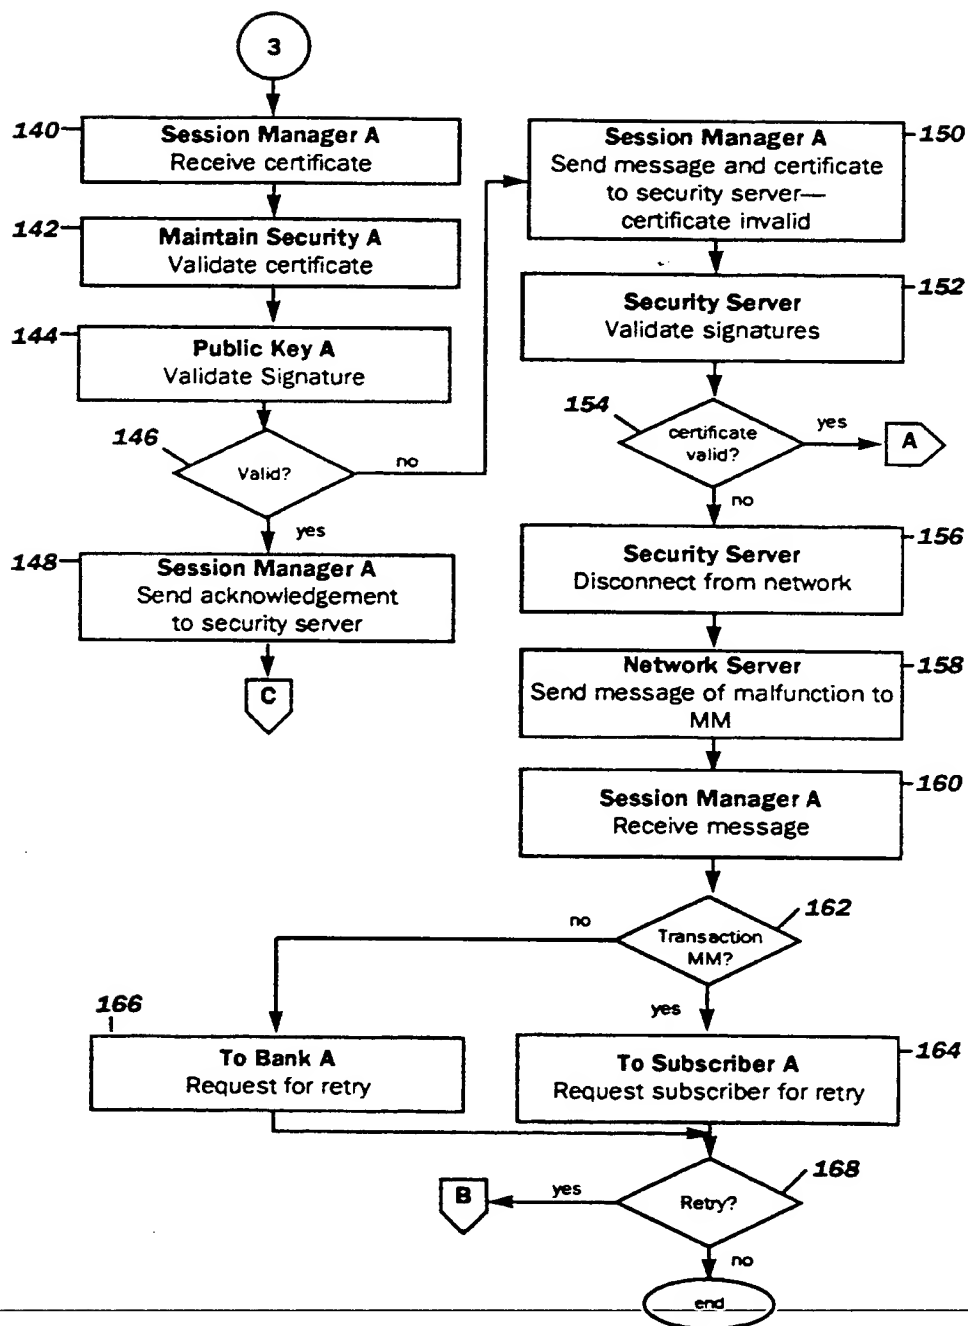 3
140
Session Manager A
Receive certificate
142
Maintain Security A
Validate certificate
144
Public Key A
Validate Signature
146
Valid?
no
yes
148
Session Manager A
Send acknowledgement
to security server
C
150
Session Manager A
Send message and certificate
to security server—
certificate invalid
152
Security Server
Validate signatures
154
certificate
valid?
yes
A
no
156
Security Server
Disconnect from network
158
Network Server
Send message of malfunction to
MM
160
Session Manager A
Receive message
162
Transaction
MM?
no
yes
166
To Bank A
Request for retry
164
To Subscriber A
Request subscriber for retry
168
Retry?
yes
B
no
end